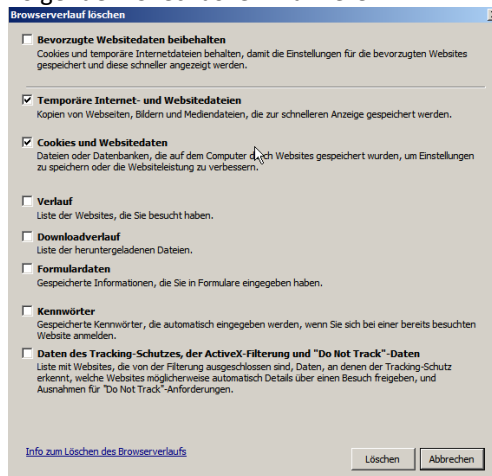 Browserverlauf löschen
Bevorzugte Websitedaten beibehalten
Cookies und temporäre Internetdateien behalten, damit die Einstellungen für die bevorzugten Websites
gespeichert und diese schneller angezeigt werden.
Temporäre Internet- und Websitedateien
Kopien von Webseiten, Bildern und Mediendateien, die zur schnelleren Anzeige gespeichert werden.
Cookies und Websitedaten
Dateien oder Datenbanken, die auf dem Computer durch Websites gespeichert wurden, um Einstellungen
zu speichern oder die Websiteleistung zu verbessern.
Verlauf
Liste der Websites, die Sie besucht haben.
Downloadverlauf
Liste der heruntergeladenen Dateien.
Formulardaten
Gespeicherte Informationen, die Sie in Formulare eingegeben haben.
Kennwörter
Gespeicherte Kennwörter, die automatisch eingegeben werden, wenn Sie sich bei einer bereits besuchten
Website anmelden.
Daten des Tracking-Schutzes, der ActiveX-Filterung und "Do Not Track"-Daten
Liste mit Websites, die von der Filterung ausgeschlossen sind, Daten, an denen der Tracking-Schutz
erkennt, welche Websites möglicherweise automatisch Details über einen Besuch freigeben, und
Ausnahmen für "Do Not Track"-Anforderungen.
Info zum Löschen des Browserverlaufs
Löschen
Abbrechen